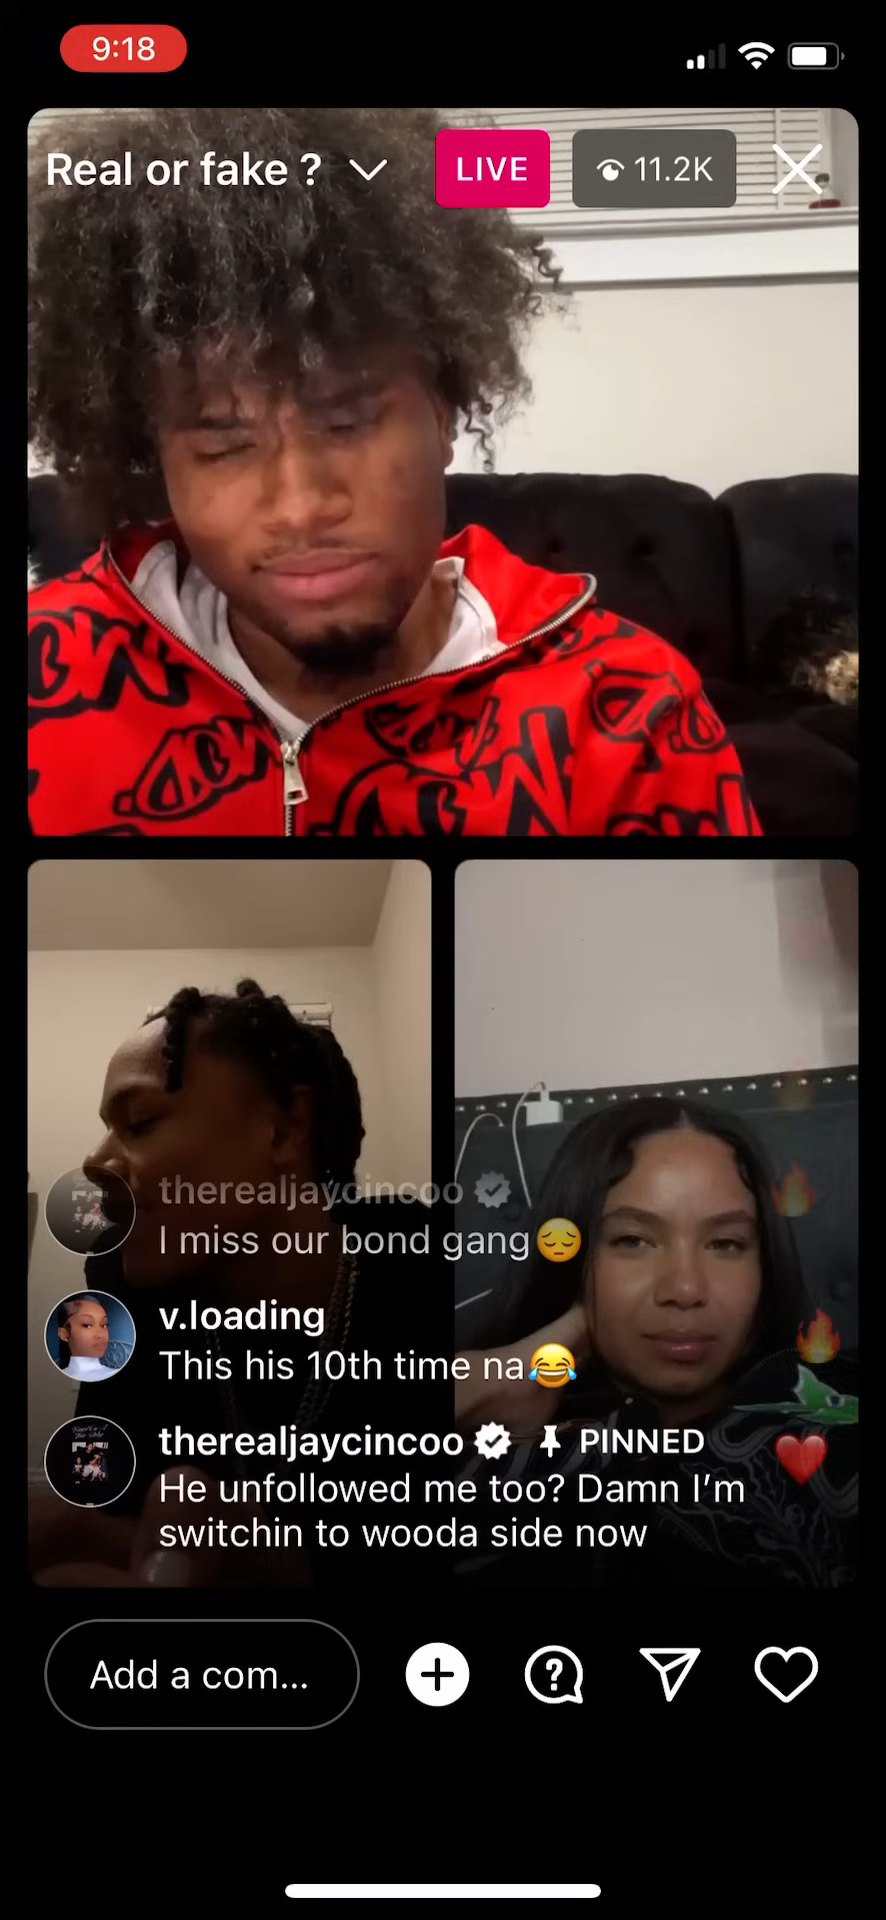 9:18
Real or fake ?
LIVE
11.2K
therealjaycincoo
I miss our bond gang😔
v.loading
This his 10th time na😂
therealjaycincoo PINNED
He unfollowed me too? Damn I’m
switchin to wooda side now
Add a com...